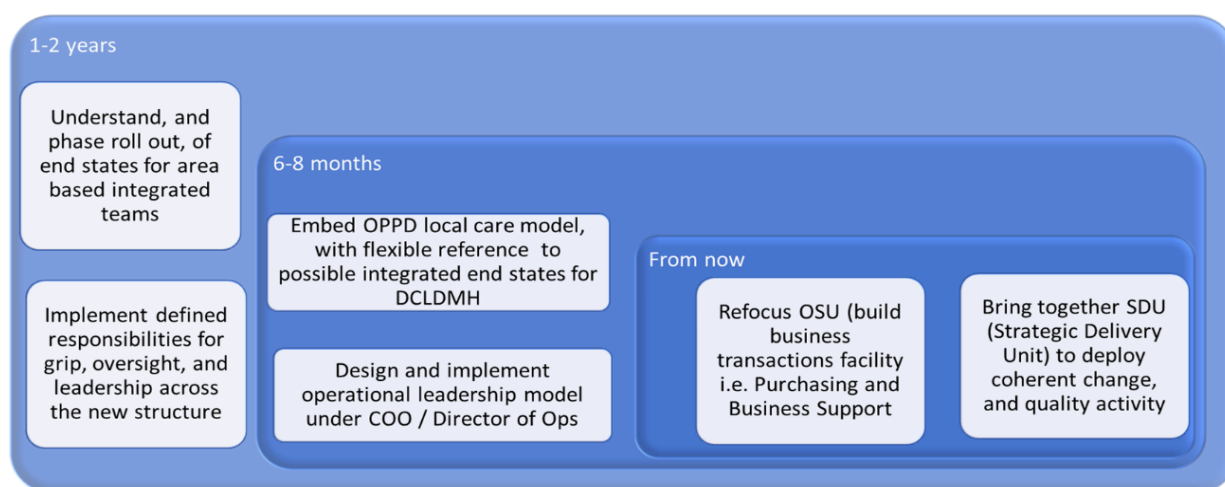 1-2 years
Understand, and
phase roll out, of
end states for area
based integrated
teams
Implement defined
responsibilities for
grip, oversight, and
leadership across
the new structure
6-8 months
Embed OPPD local care model,
with flexible reference to
possible integrated end states for
DCLDMH
Design and implement
operational leadership model
under COO / Director of Ops
From now
Refocus OSU (build
business
transactions facility
i.e. Purchasing and
Business Support
Bring together SDU
(Strategic Delivery
Unit) to deploy
coherent change,
and quality activity